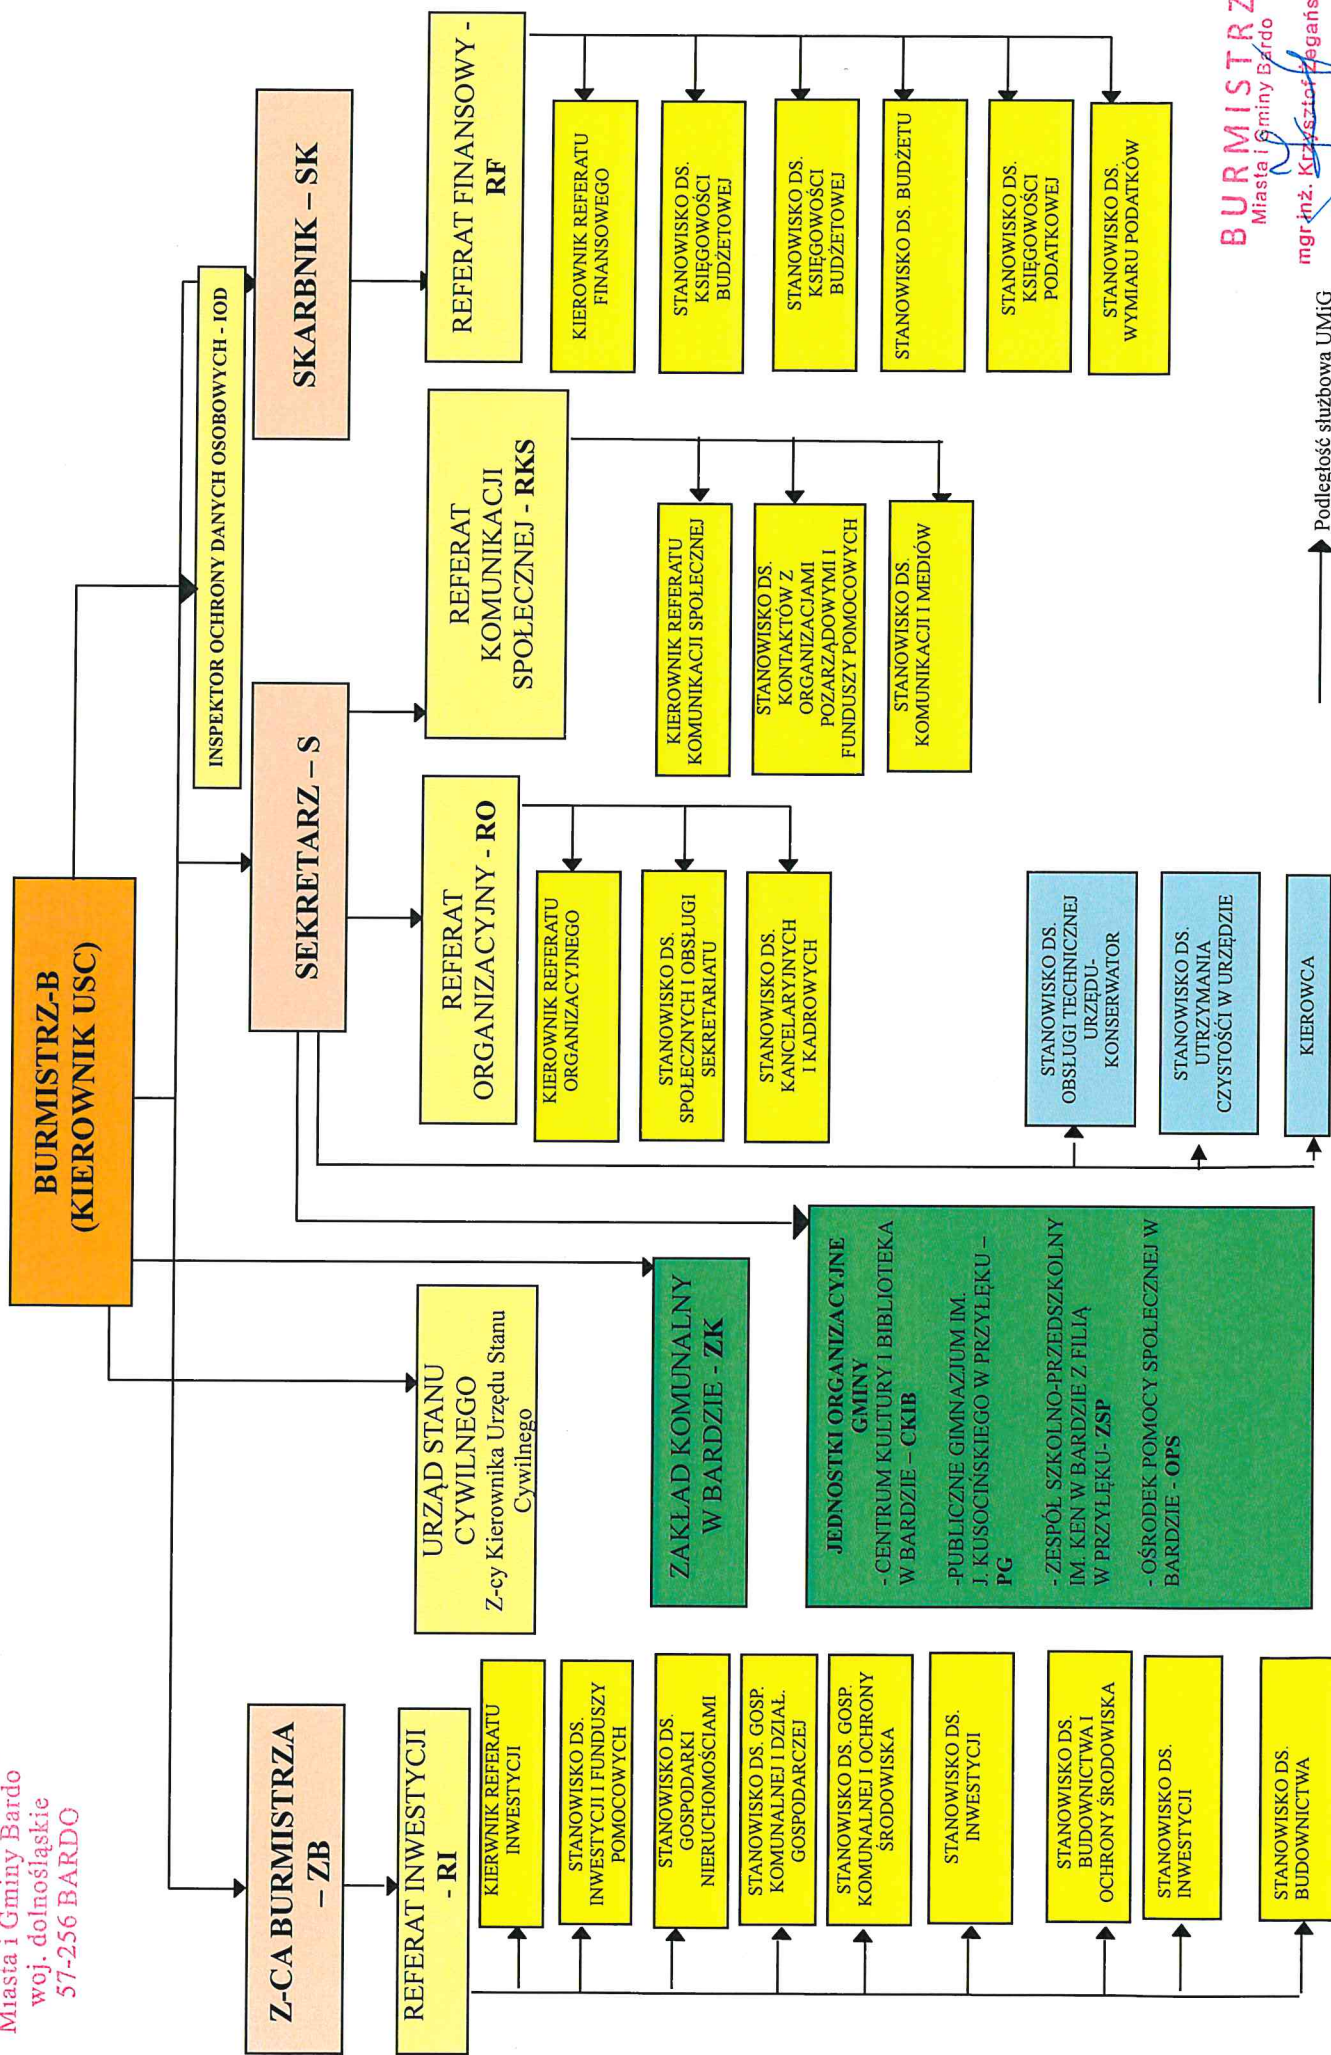 Miasta i Gminy Bardo
woj. dolnośląskie
57-256 BARDO
BURMISTRZ-B
(KIEROWNIK USC)
INSPEKTOR OCHRONY DANYCH OSOBOWYCH - IOD
Z-CA BURMISTRZA
– ZB
SEKRETARZ – S
SKARBNIK – SK
REFERAT INWESTYCJI
- RI
URZĄD STANU
CYWILNEGO
Z-cy Kierownika Urzędu Stanu
Cywilnego
REFERAT
ORGANIZACYJNY - RO
REFERAT
KOMUNIKACJI
SPOŁECZNEJ - RKS
REFERAT FINANSOWY -
RF
KIERWNIK REFERATU
INWESTYCJI
STANOWISKO DS.
INWESTYCJI I FUNDUSZY
POMOCOWYCH
STANOWISKO DS.
GOSPODARKI
NIERUCHOMOŚCIAMI
STANOWISKO DS. GOSP.
KOMUNALNEJ I DZIAŁ.
GOSPODARCZEJ
STANOWISKO DS. GOSP.
KOMUNALNEJ I OCHRONY
ŚRODOWISKA
STANOWISKO DS.
INWESTYCJI
STANOWISKO DS.
BUDOWNICTWA I
OCHRONY ŚRODOWISKA
STANOWISKO DS.
INWESTYCJI
STANOWISKO DS.
BUDOWNICTWA
ZAKŁAD KOMUNALNY
W BARDZIE - ZK
JEDNOSTKI ORGANIZACYJNE
GMINY
- CENTRUM KULTURY I BIBLIOTEKA
W BARDZIE – CKIB
-PUBLICZNE GIMNAZJUM IM.
J. KUSOCIŃSKIEGO W PRZYŁĘKU –
PG
- ZESPÓŁ SZKOLNO-PRZEDSZKOLNY
IM. KEN W BARDZIE Z FILIĄ
W PRZYŁĘKU- ZSP
- OŚRODEK POMOCY SPOŁECZNEJ W
BARDZIE - OPS
KIEROWNIK REFERATU
ORGANIZACYJNEGO
STANOWISKO DS.
SPOŁECZNYCH I OBSŁUGI
SEKRETARIATU
STANOWISKO DS.
KANCELARYJNYCH
I KADROWYCH
STANOWISKO DS.
OBSŁUGI TECHNICZNEJ
URZĘDU-
KONSERWATOR
STANOWISKO DS.
UTRZYMANIA
CZYSTOŚCI W URZĘDZIE
KIEROWCA
KIEROWNIK REFERATU
KOMUNIKACJI SPOŁECZNEJ
STANOWISKO DS.
KONTAKTÓW Z
ORGANIZACJAMI
POZARZĄDOWYMI I
FUNDUSZY POMOCOWYCH
STANOWISKO DS.
KOMUNIKACJI I MEDIÓW
KIEROWNIK REFERATU
FINANSOWEGO
STANOWISKO DS.
KSIĘGOWOŚCI
BUDŻETOWEJ
STANOWISKO DS.
KSIĘGOWOŚCI
BUDŻETOWEJ
STANOWISKO DS. BUDŻETU
STANOWISKO DS.
KSIĘGOWOŚCI
PODATKOWEJ
STANOWISKO DS.
WYMIARU PODATKÓW
BURMISTRZ
Miasta i Gminy Bardo
mgr inż. Krzysztof Żegańs
Podległość służbowa UMiG